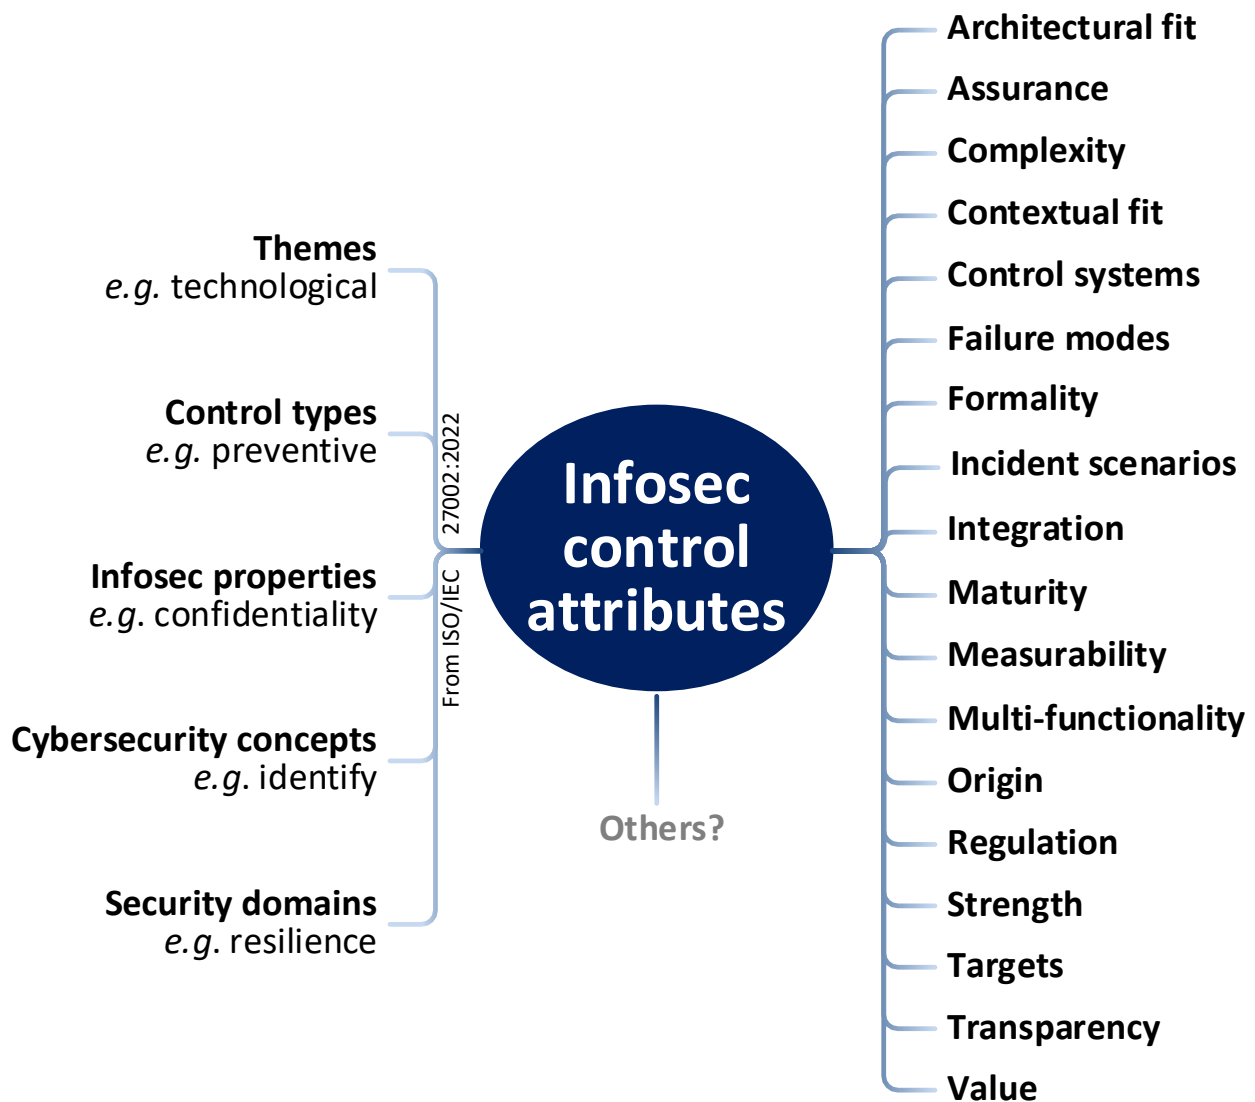 Themes
e.g. technological
Control types
e.g. preventive
Infosec properties
e.g. confidentiality
Cybersecurity concepts
e.g. identify
Security domains
e.g. resilience
From ISO/IEC 27002:2022
Infosec
control
attributes
Others?
Architectural fit
Assurance
Complexity
Contextual fit
Control systems
Failure modes
Formality
Incident scenarios
Integration
Maturity
Measurability
Multi-functionality
Origin
Regulation
Strength
Targets
Transparency
Value